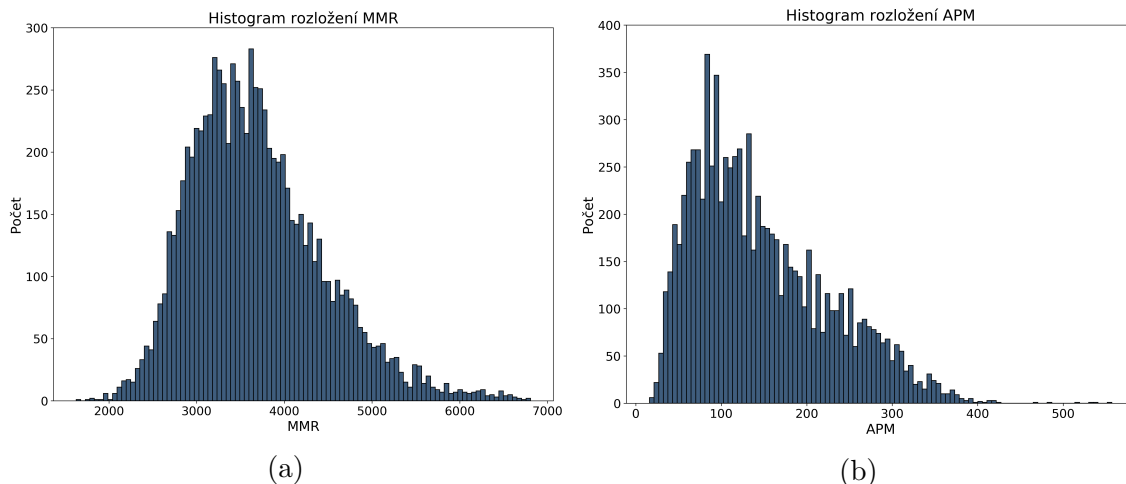 Histogram rozložení MMR
300
250
200
150
100
50
0
Počet
2000 3000 4000 5000 6000 7000
MMR
(a)
Histogram rozložení APM
400
350
300
250
200
150
100
50
0
Počet
0 100 200 300 400 500
APM
(b)